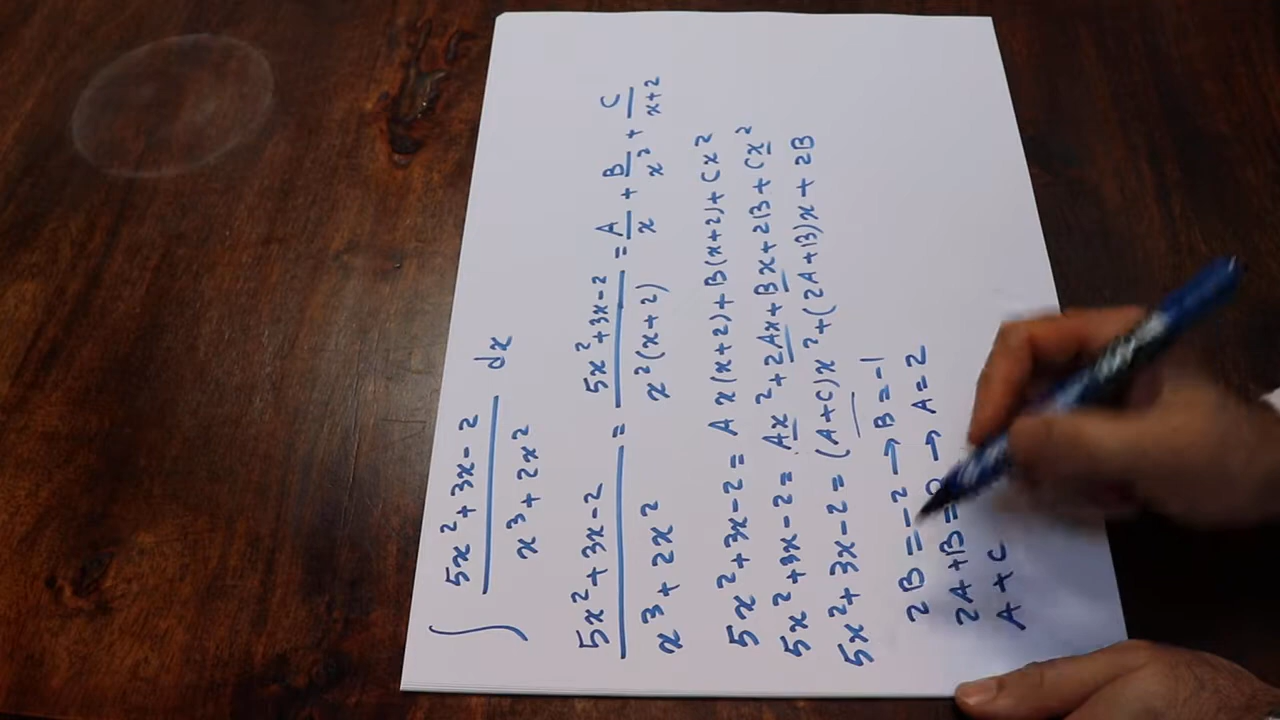 ∫ (5x² + 3x - 2)/(x³ + 2x²) dx
(5x² + 3x - 2)/(x³ + 2x²) = (5x² + 3x - 2)/(x²(x + 2)) = A/x + B/x² + C/(x+2)
5x² + 3x - 2 = A x(x+2) + B(x+2) + Cx²
5x² + 3x - 2 = Ax² + 2Ax + Bx + 2B + Cx²
5x² + 3x - 2 = (A+C)x² + (2A+B)x + 2B
2B = -2 → B = -1
2A + B = → A = 2
A + C